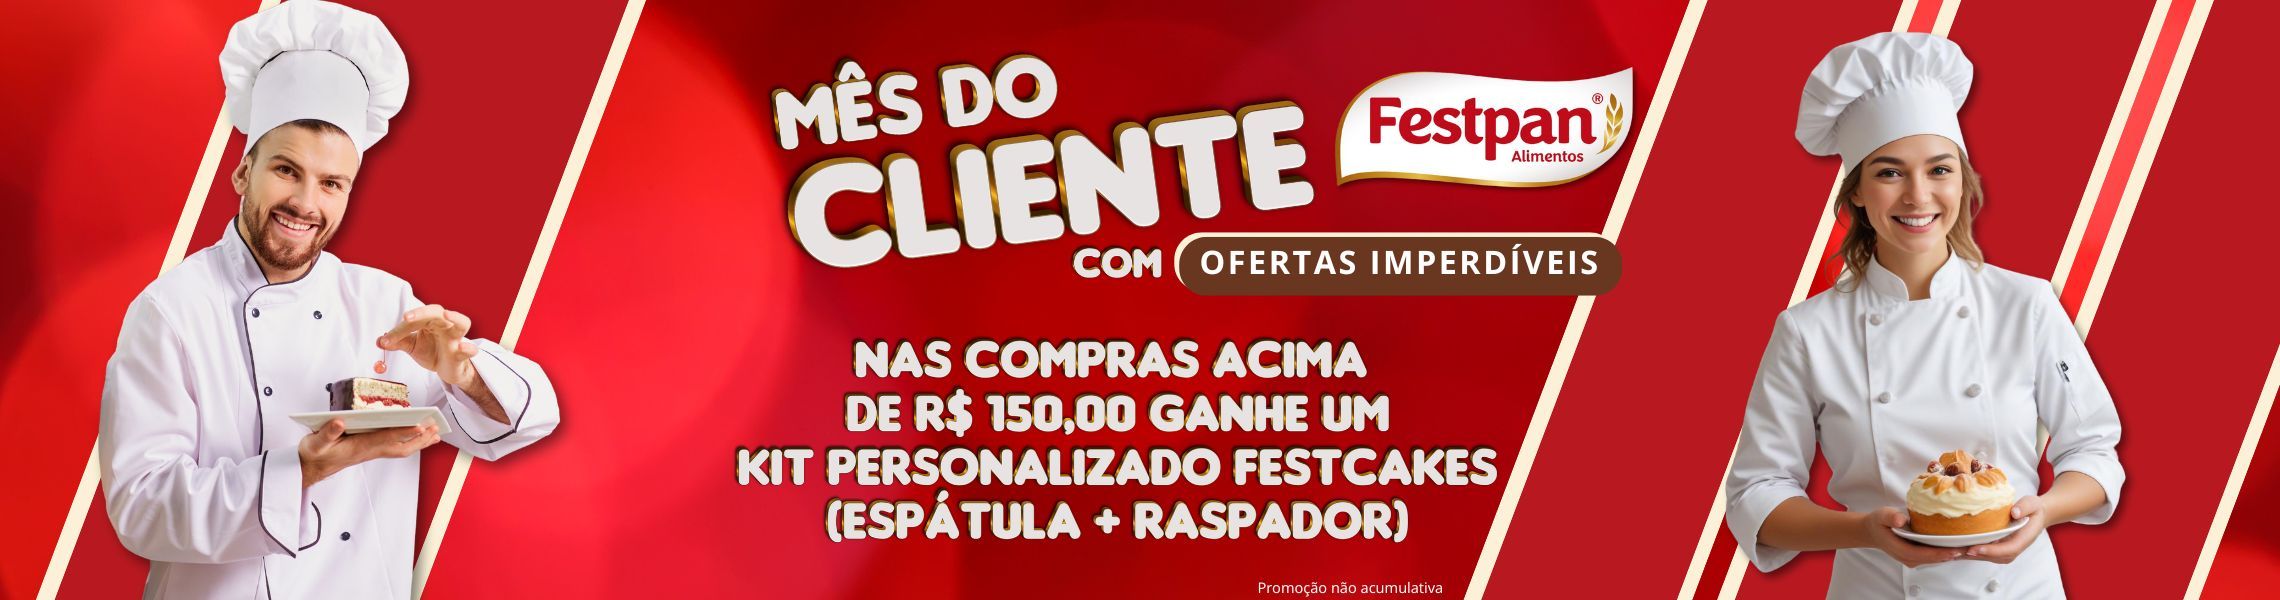 MÊS DO
CLIENTE
COM OFERTAS IMPERDÍVEIS
Festpan®
Alimentos
NAS COMPRAS ACIMA
DE R$ 150,00 GANHE UM
KIT PERSONALIZADO FESTCAKES
(ESPÁTULA + RASPADOR)
Promoção não acumulativa